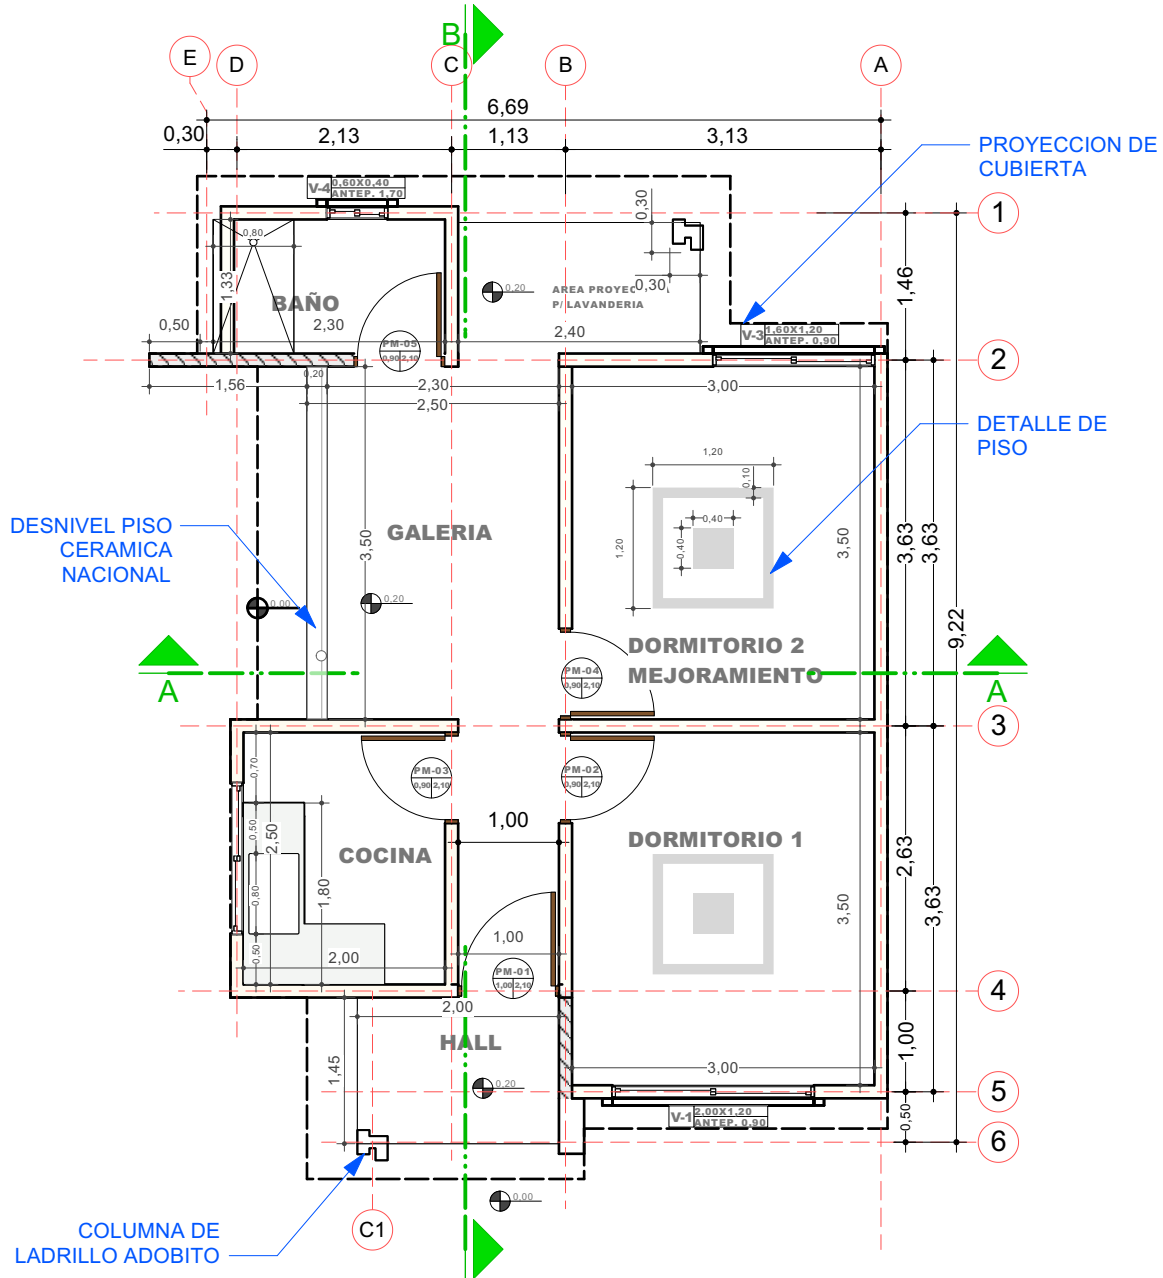 B
E
D
C
B
A
6,69
0,30
2,13
1,13
3,13
PROYECCION DE
CUBIERTA
V-4
0,60X0,40
ANTEP. 1,70
0,30
1
0,80
1,33
BAÑO
0,20
AREA PROYEC
P/ LAVANDERIA
0,30
1,46
0,50
2,30
2,40
V-3
1,60X1,20
ANTEP. 0,90
PM-05
0,90
2,10
2
0,20
1,56
2,30
2,50
3,00
DETALLE DE
PISO
1,20
0,10
DESNIVEL PISO
CERAMICA
NACIONAL
GALERIA
3,50
1,20
0,40
0,40
3,50
3,63
3,63
0,00
0,20
9,22
DORMITORIO 2
MEJORAMIENTO
PM-04
0,90
2,10
A
A
3
0,70
PM-03
0,90
2,10
PM-02
0,90
2,10
0,50
2,50
1,00
COCINA
DORMITORIO 1
2,63
3,63
0,80
1,80
3,50
0,50
2,00
1,00
PM-01
1,00
2,10
4
2,00
HALL
1,00
1,45
3,00
0,20
5
V-1
2,00X1,20
ANTEP. 0,90
0,50
6
0,00
C1
COLUMNA DE
LADRILLO ADOBITO